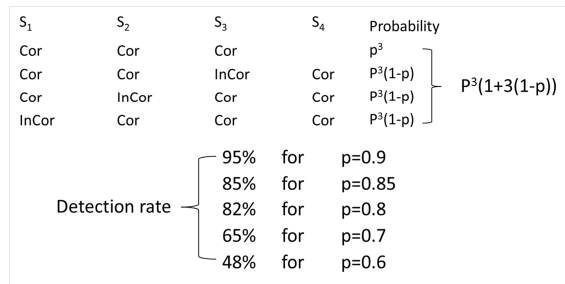 S₁ S₂ S₃ S₄ Probability
Cor Cor Cor p³
Cor Cor InCor Cor P³(1-p)
Cor InCor Cor Cor P³(1-p)
InCor Cor Cor Cor P³(1-p)
P³(1+3(1-p))
95% for p=0.9
85% for p=0.85
Detection rate 82% for p=0.8
65% for p=0.7
48% for p=0.6